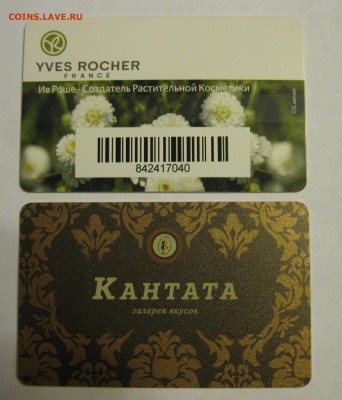 COINS.LAVE.RU
YVES ROCHER
FRANCE
Ив Роше - Создатель Растительной Косметики
842417040
КАНТАТА
галерея вкусов